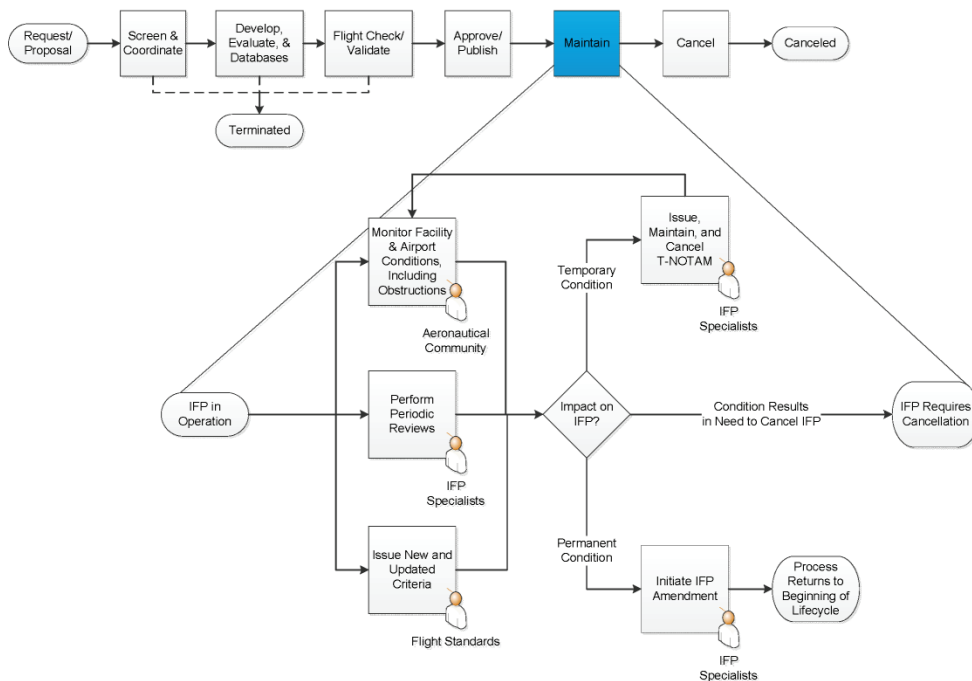 Request/
Proposal
Screen &
Coordinate
Develop,
Evaluate, &
Databases
Flight Check/
Validate
Approve/
Publish
Maintain
Cancel
Canceled
Terminated
Monitor Facility
& Airport
Conditions,
Including
Obstructions
Aeronautical
Community
Issue,
Maintain, and
Cancel
T-NOTAM
IFP
Specialists
Temporary
Condition
IFP in
Operation
Perform
Periodic
Reviews
IFP
Specialists
Impact on
IFP?
Condition Results
in Need to Cancel IFP
IFP Requires
Cancellation
Issue New and
Updated
Criteria
Flight Standards
Permanent
Condition
Initiate IFP
Amendment
IFP
Specialists
Process
Returns to
Beginning of
Lifecycle